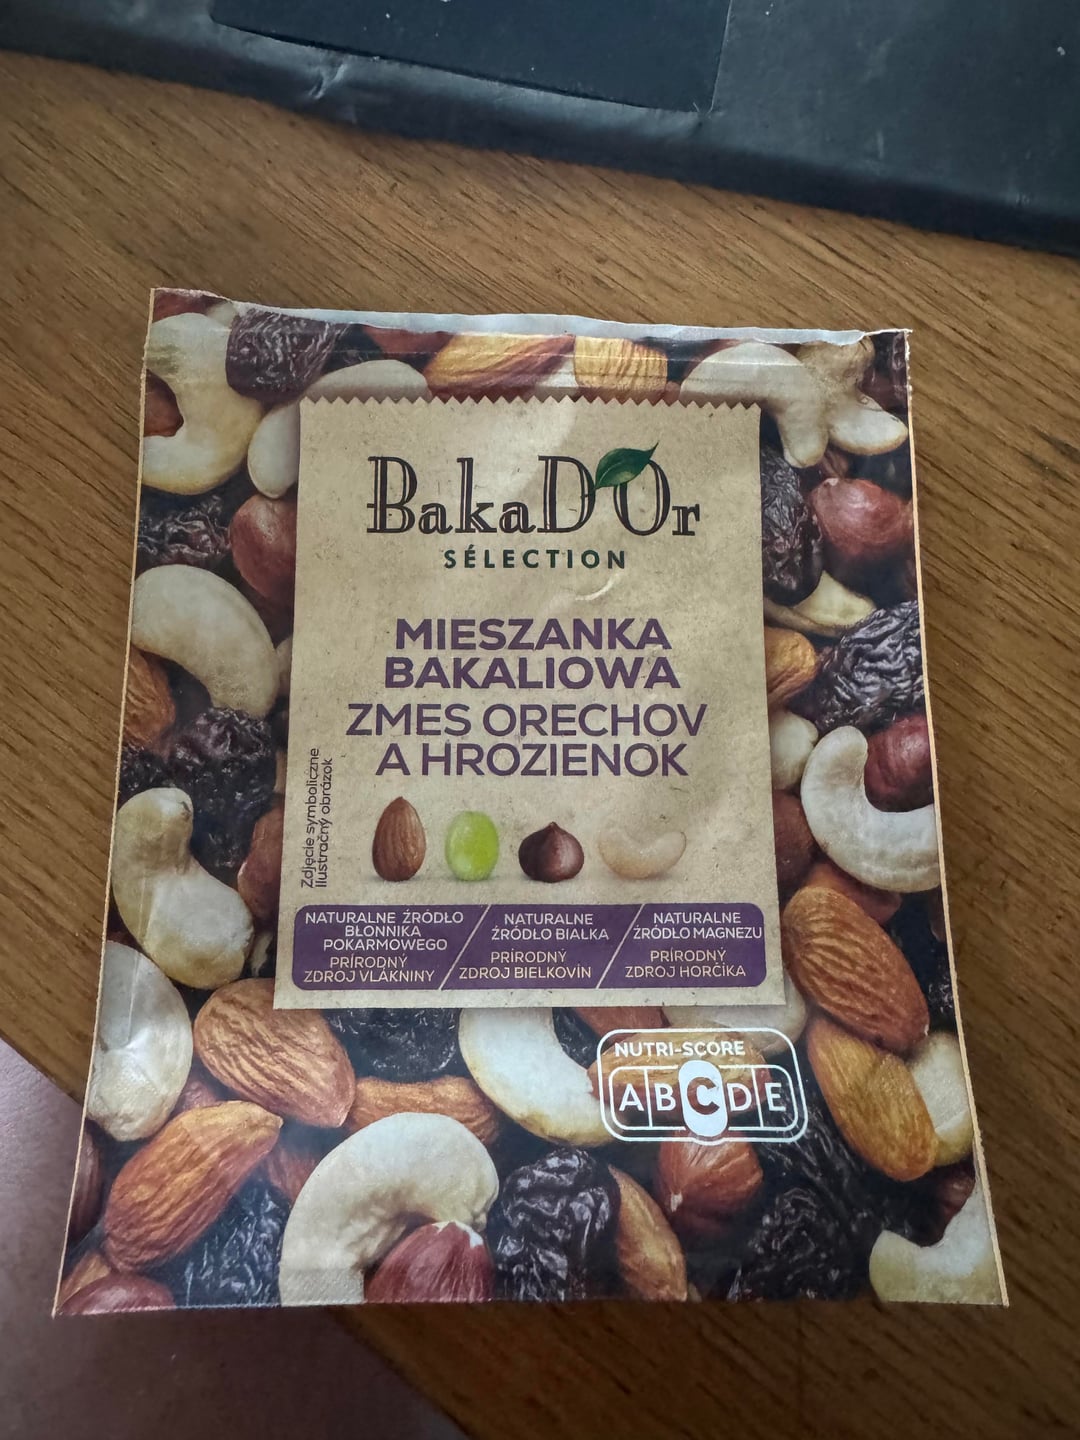 BakaD'Or
SÉLECTION
MIESZANKA
BAKALIOWA
ZMES ORECHOV
A HROZIENOK
Zdjęcie symboliczne
Ilustračný obrázok
NATURALNE ŹRÓDŁO
BŁONNIKA
POKARMOWEGO
PRÍRODNÝ
ZDROJ VLÁKNINY
NATURALNE
ŹRÓDŁO BIAŁKA
PRÍRODNÝ
ZDROJ BIELKOVÍN
NATURALNE
ŹRÓDŁO MAGNEZU
PRÍRODNÝ
ZDROJ HORČÍKA
NUTRI-SCORE
A B C D E